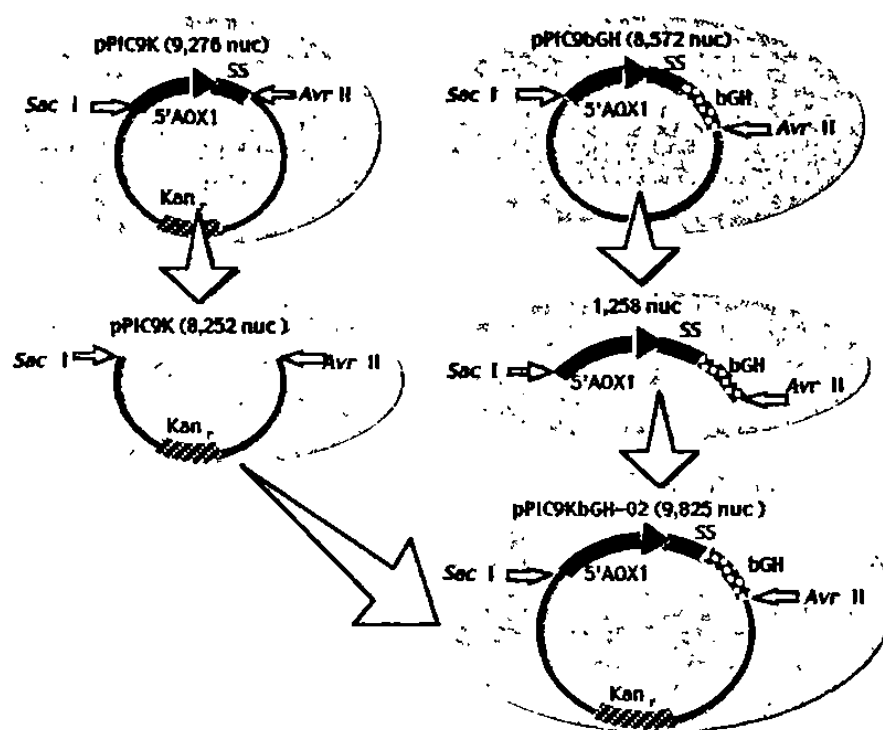 pPIC9K (9,276 nuc)
SS
Sac I
Avr II
5'AOX1
Kan r
pPIC9bGH (8,572 nuc)
SS
bGH
Sac I
5'AOX1
Avr II
pPIC9K (8,252 nuc)
Sac I
Avr II
Kan r
1,258 nuc
SS
bGH
Sac I
5'AOX1
Avr II
pPIC9KbGH-02 (9,825 nuc)
SS
bGH
Sac I
5'AOX1
Avr II
Kan r